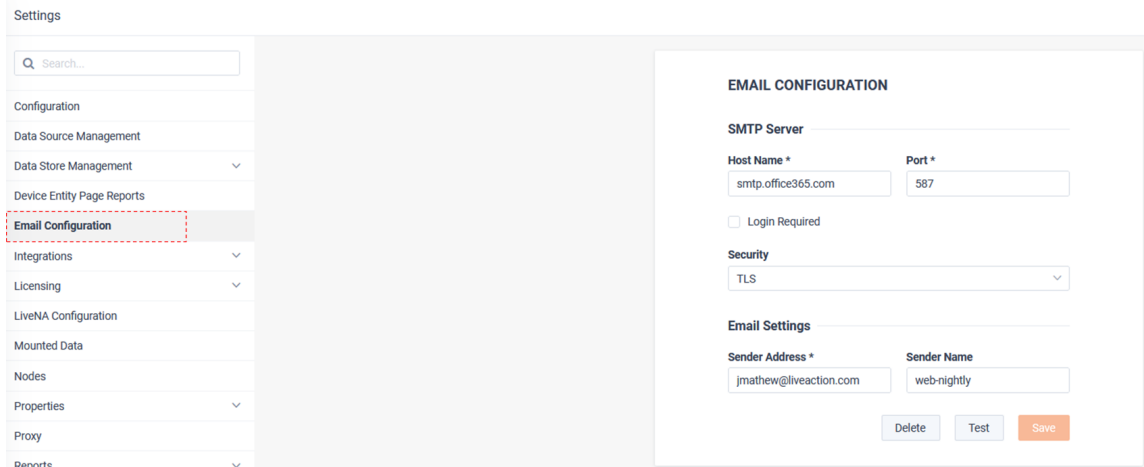 Settings
Search...
Configuration
Data Source Management
Data Store Management
Device Entity Page Reports
Email Configuration
Integrations
Licensing
LiveNA Configuration
Mounted Data
Nodes
Properties
Proxy
Reports
EMAIL CONFIGURATION
SMTP Server
Host Name * Port *
smtp.office365.com 587
Login Required
Security
TLS
Email Settings
Sender Address * Sender Name
jmathew@liveaction.com web-nightly
Delete Test Save